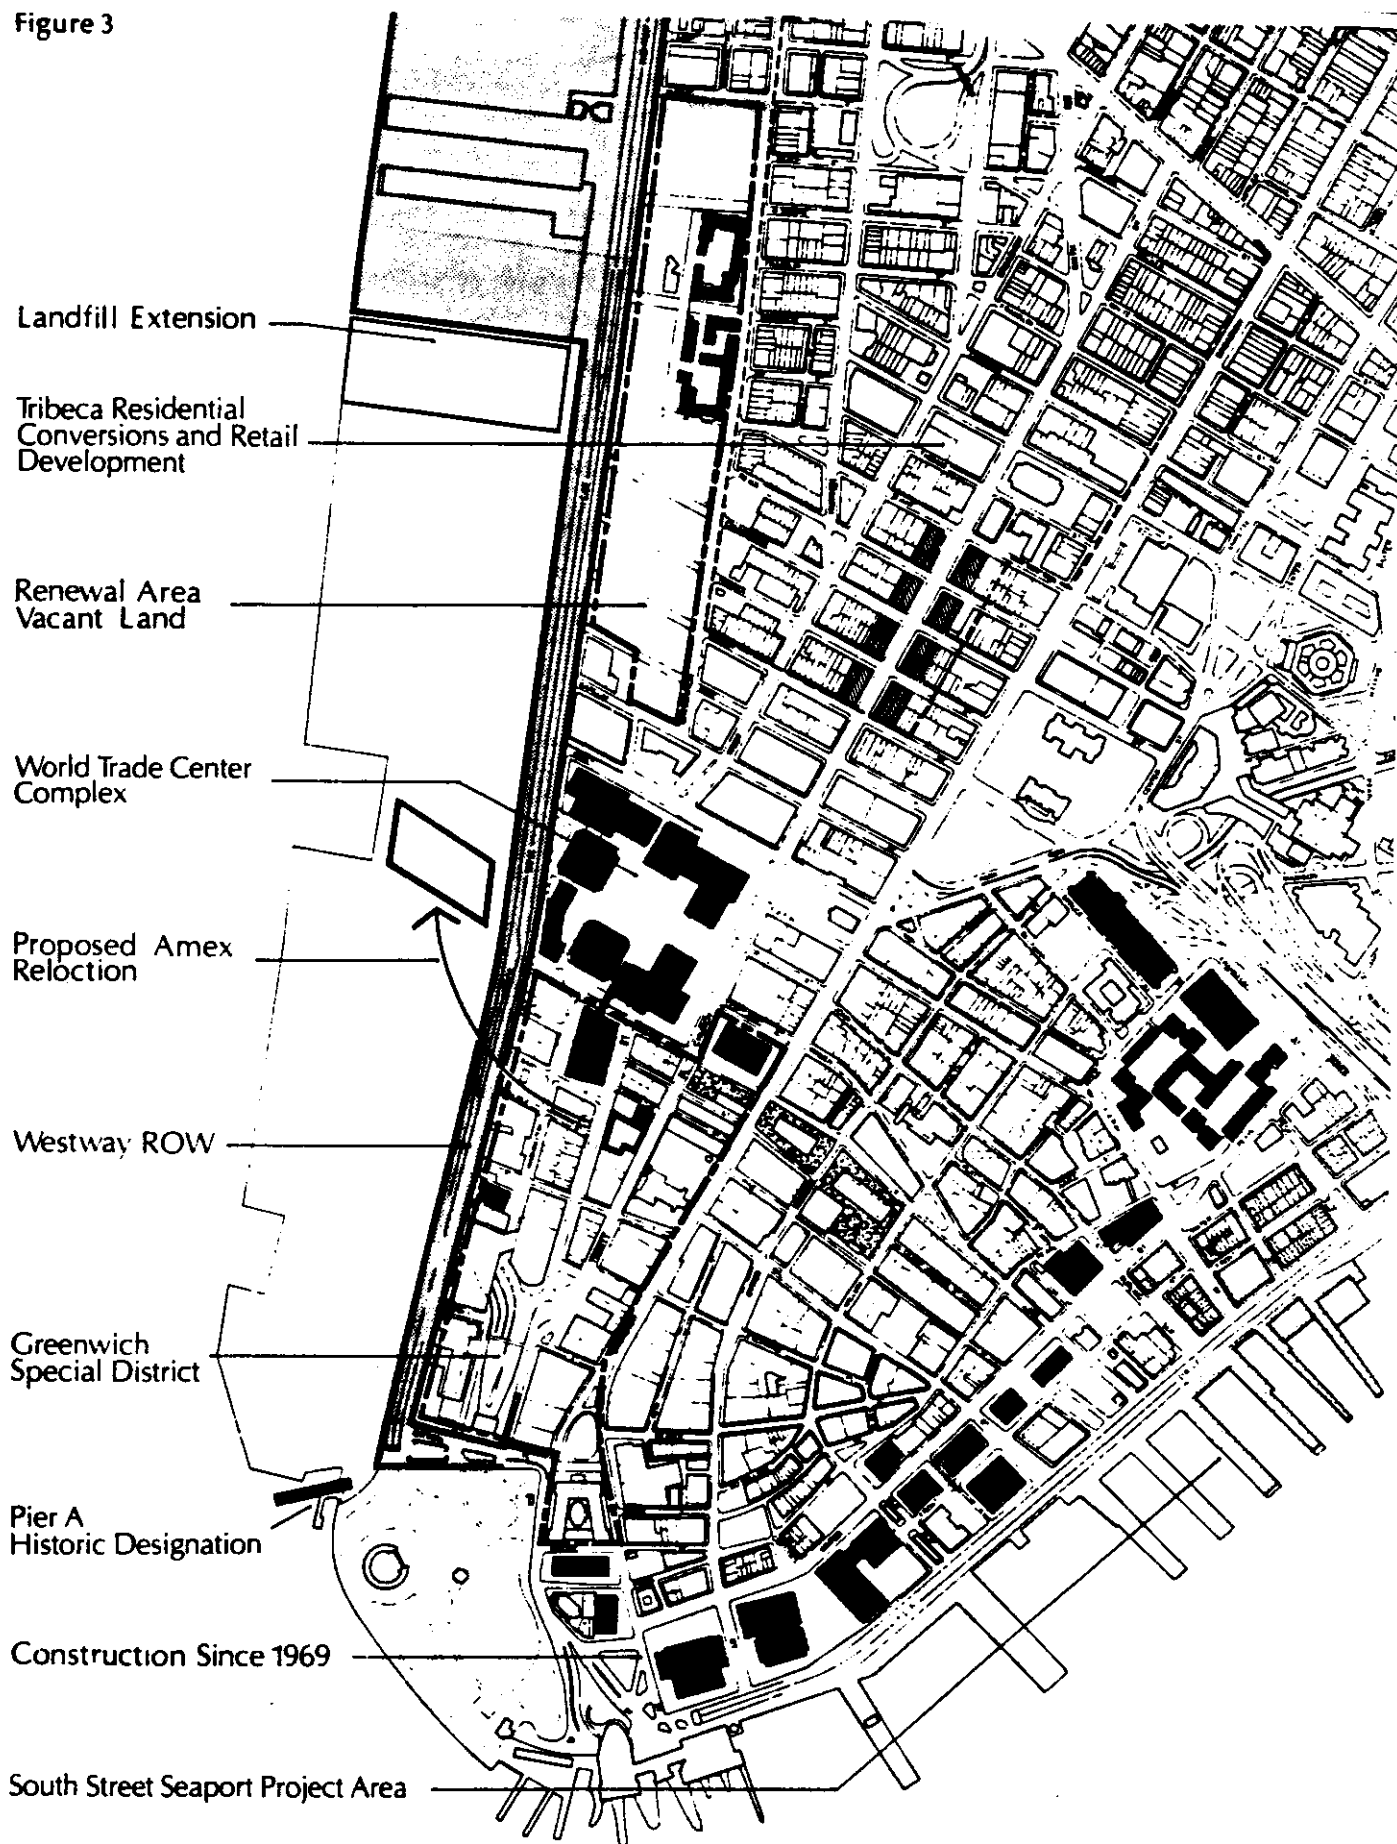 Figure 3
Landfill Extension
Tribeca Residential
Conversions and Retail
Development
Renewal Area
Vacant Land
World Trade Center
Complex
Proposed Amex
Reloction
Westway ROW
Greenwich
Special District
Pier A
Historic Designation
Construction Since 1969
South Street Seaport Project Area